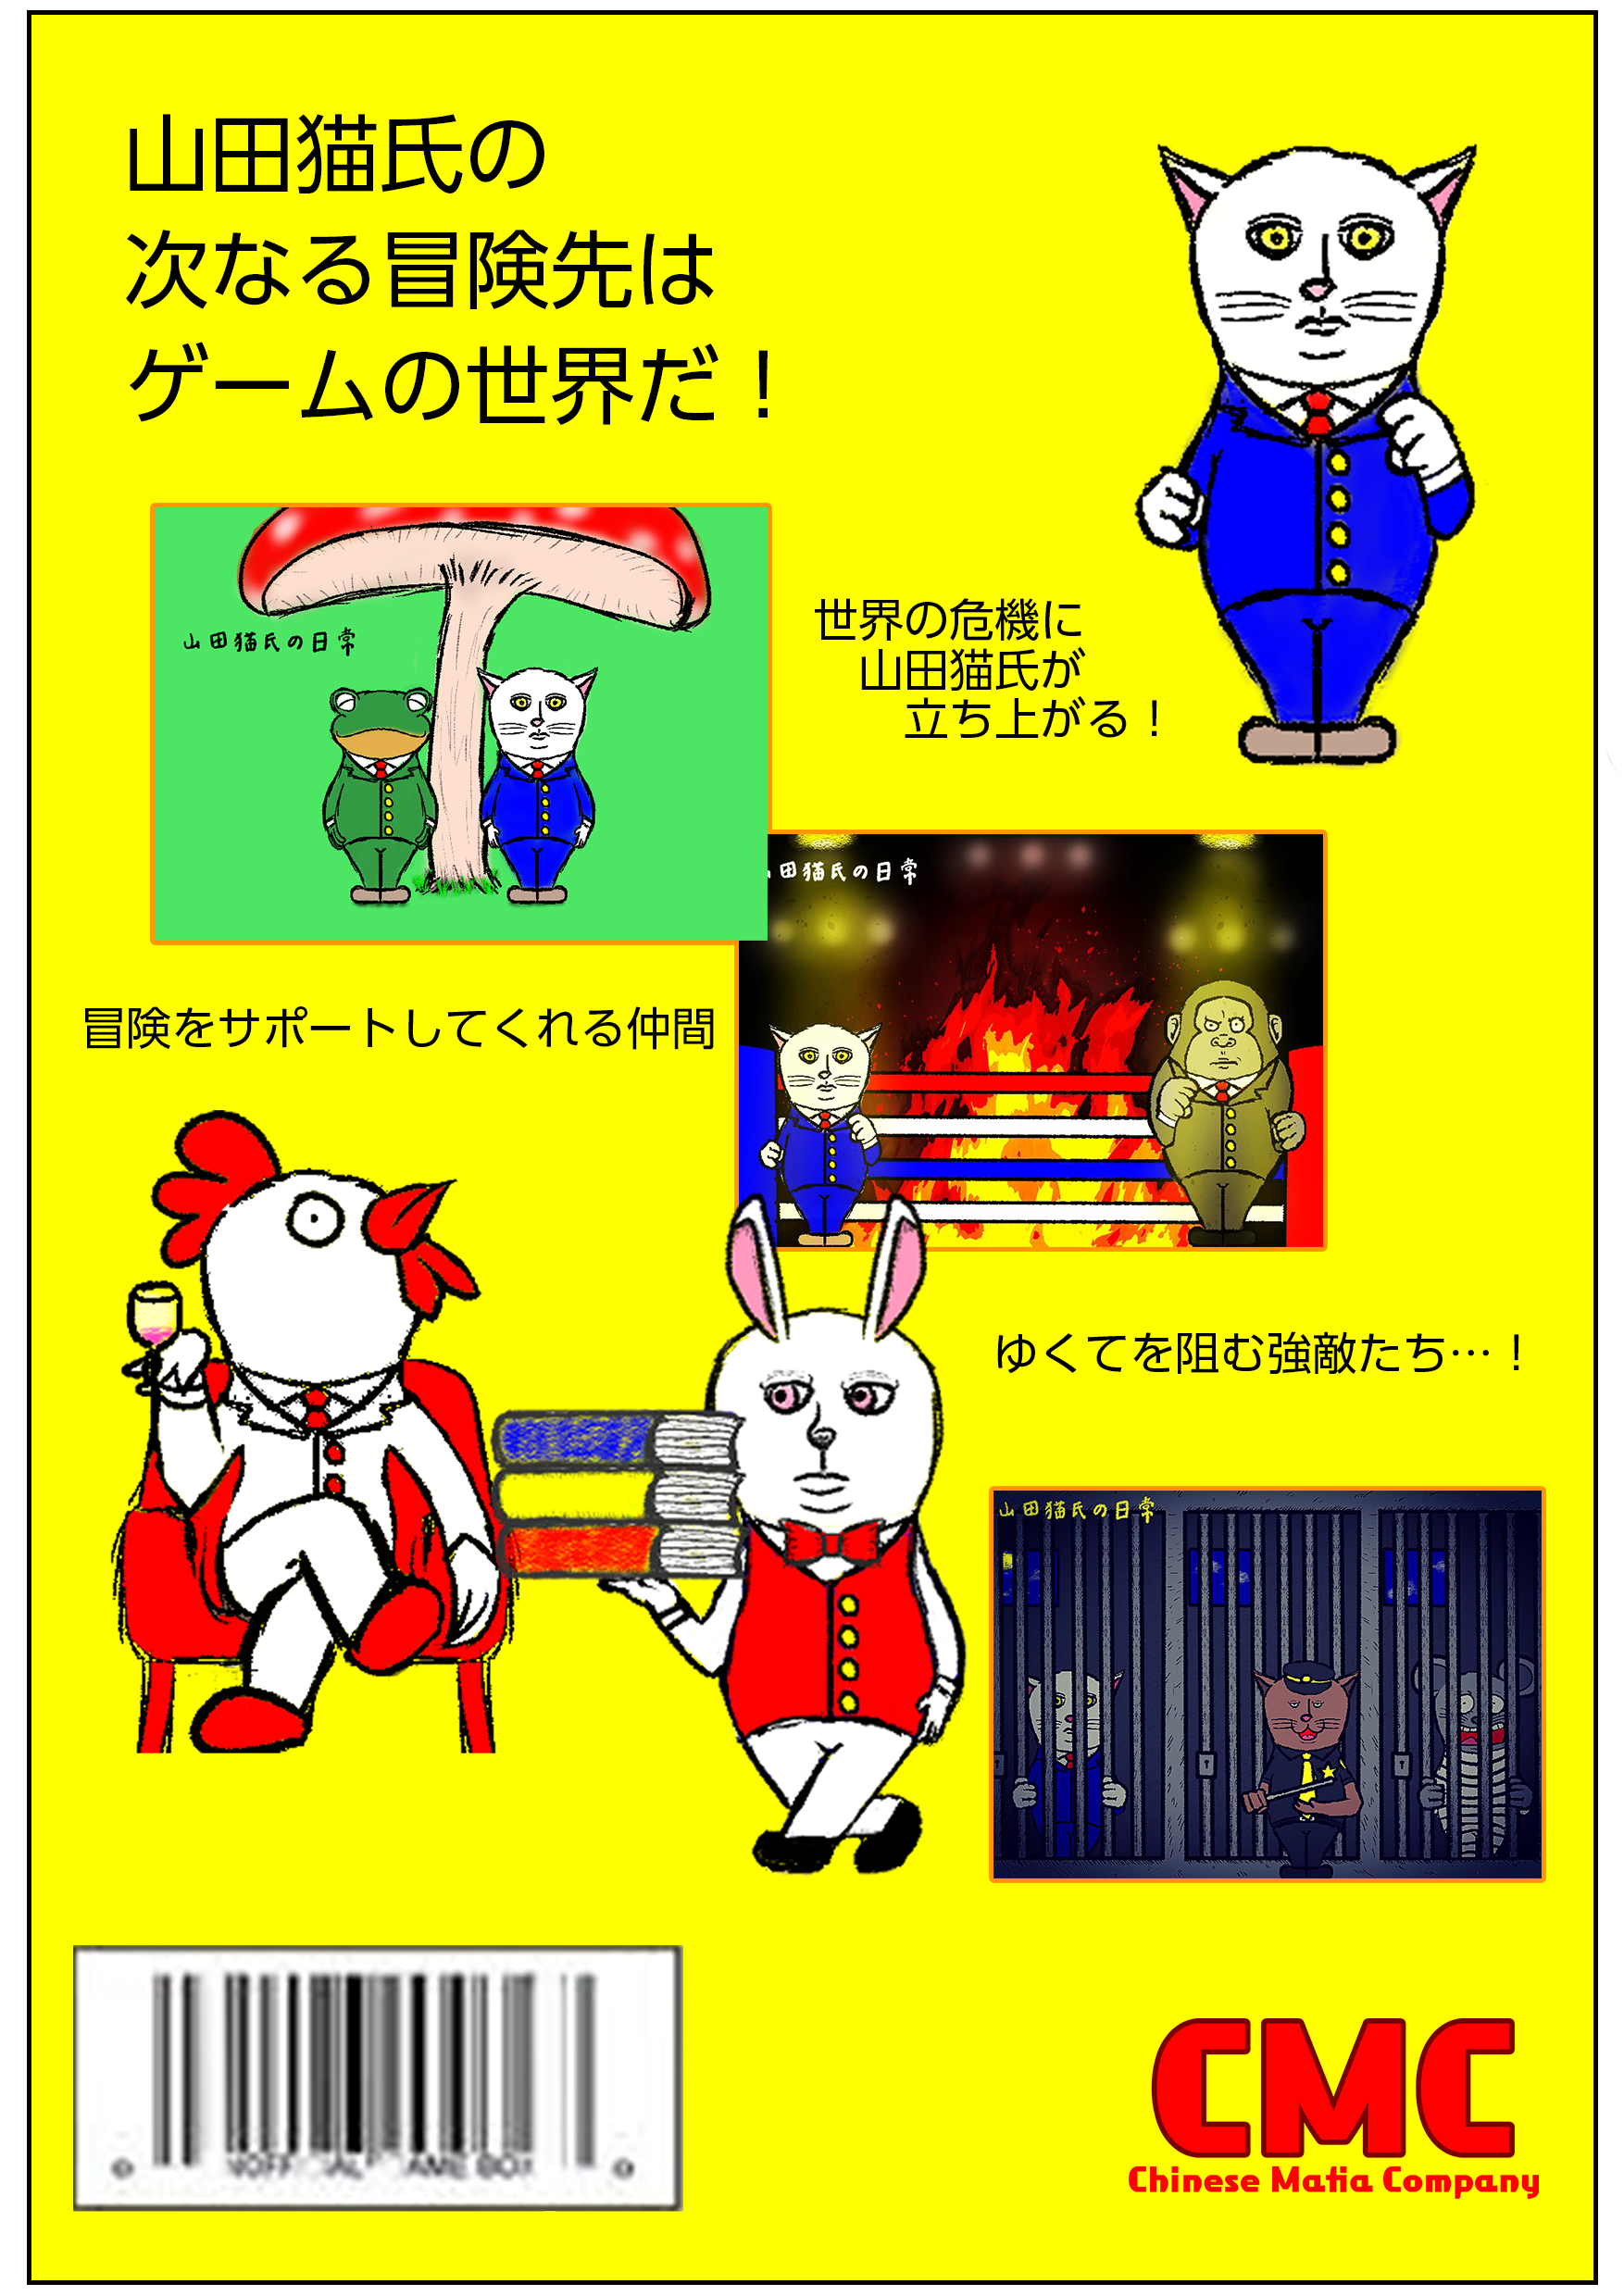 山田猫氏の
次なる冒険先は
ゲームの世界だ！
山田猫氏の日常
世界の危機に
山田猫氏が
立ち上がる！
山田猫氏の日常
冒険をサポートしてくれる仲間
ゆくてを阻む強敵たち…！
山田猫氏の日常
CMC
Chinese Mafia Company